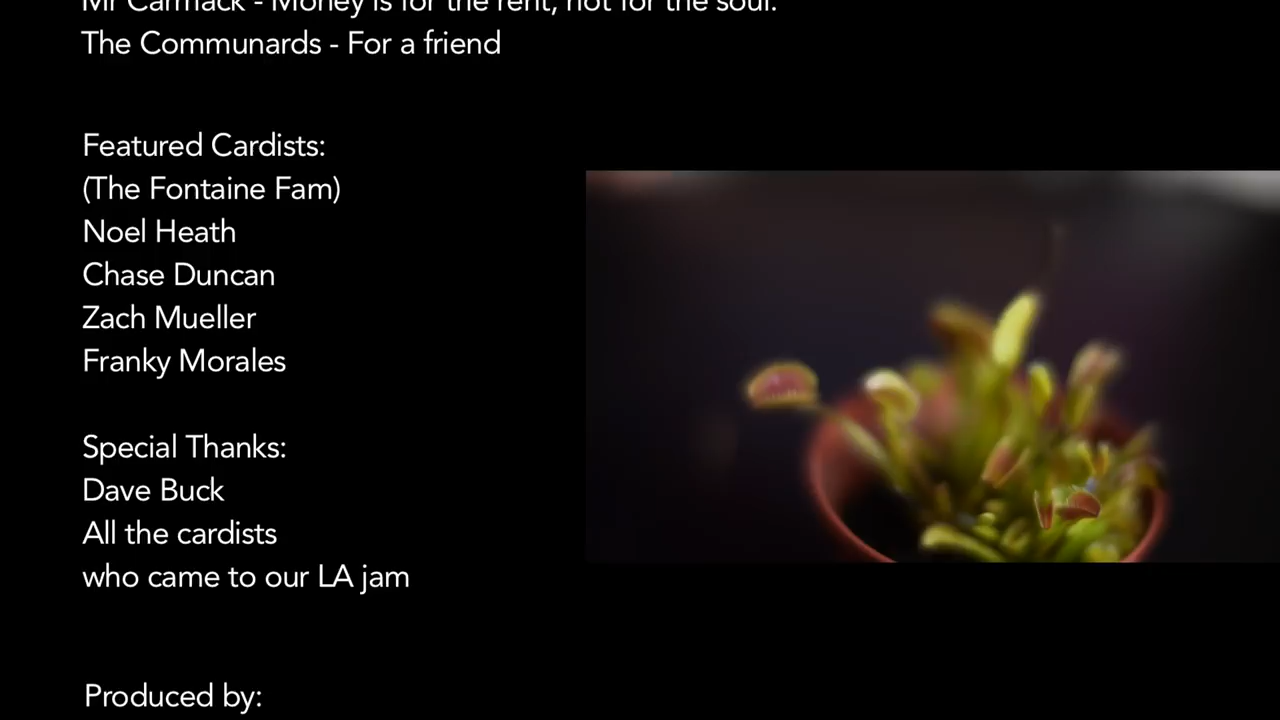 Mr Carmack - Money is for the rent, not for the soul.
The Communards - For a friend
Featured Cardists:
(The Fontaine Fam)
Noel Heath
Chase Duncan
Zach Mueller
Franky Morales
Special Thanks:
Dave Buck
All the cardists
who came to our LA jam
Produced by: